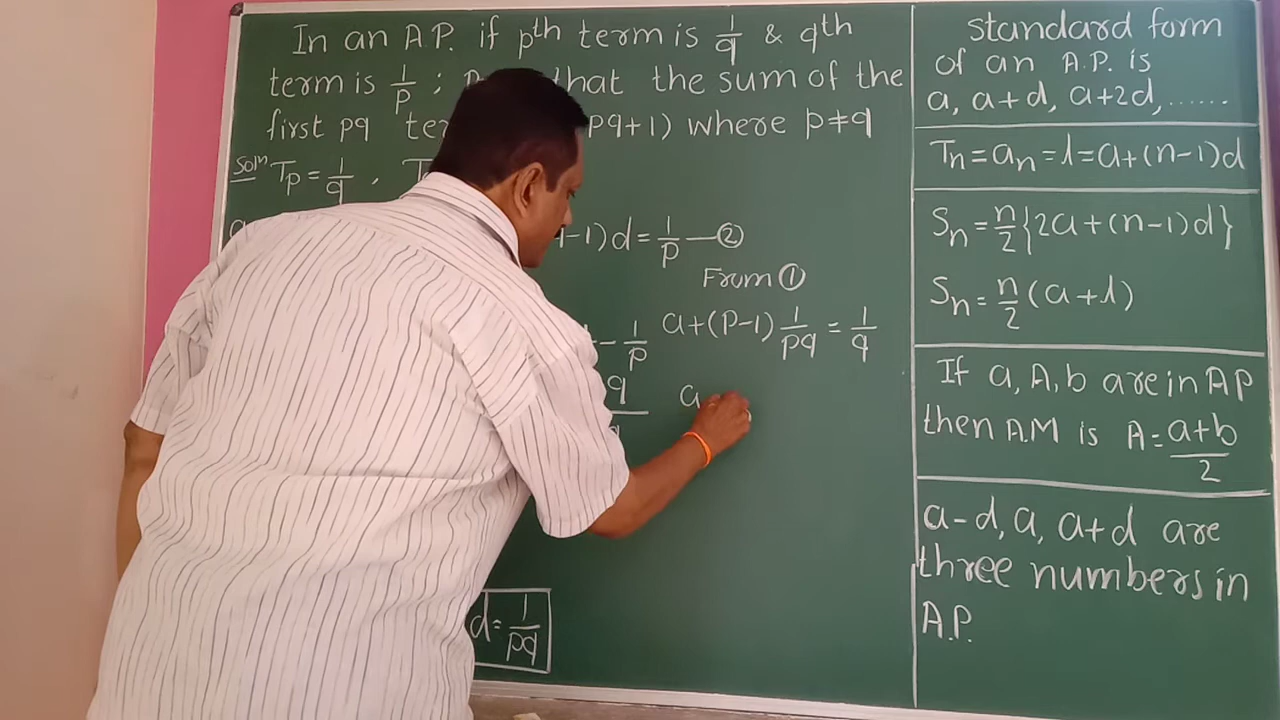 In an A.P. if pth term is 1/q & qth
term is 1/p ; that the sum of the
first pq (pq+1) where p≠q
Soln Tp = 1/q ,
-1)d = 1/p — ②
From ①
- 1/p a+(p-1) 1/pq = 1/q
q a
d = 1/pq
standard form
of an A.P. is
a, a+d, a+2d, ......
Tn = an = l = a+(n-1)d
Sn = n/2 {2a+(n-1)d}
Sn = n/2 (a+l)
If a, A, b are in AP
then A.M is A = a+b/2
a-d, a, a+d are
three numbers in
A.P.